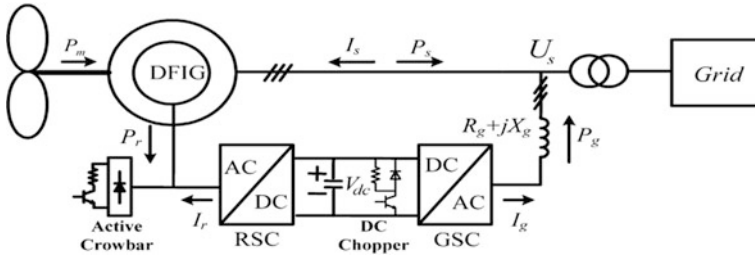 P_m
DFIG
I_s
P_s
U_s
Grid
P_r
R_g+jX_g
P_g
AC
DC
V_dc
DC
AC
I_r
I_g
Active
Crowbar
RSC
DC
Chopper
GSC